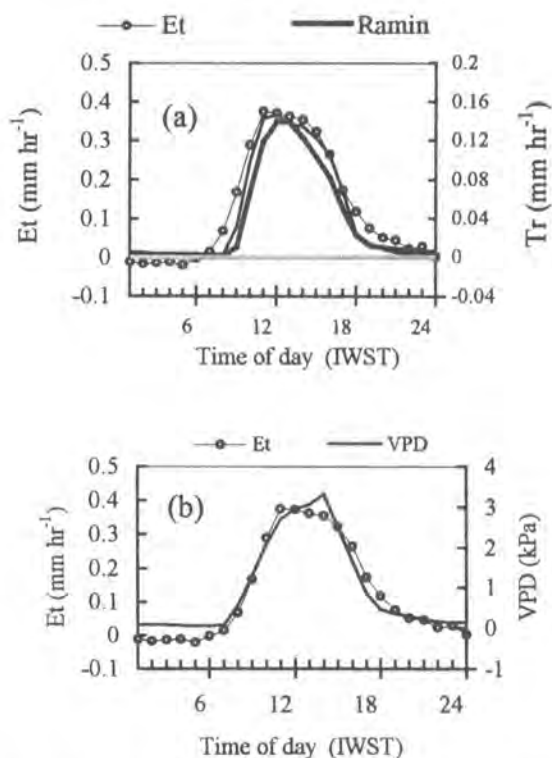 Et Ramin
0.5 0.2
(a)
0.4 0.16
0.3 0.12
0.2 0.08
0.1 0.04
0 0
-0.1 -0.04
Et (mm hr⁻¹)
Tr (mm hr⁻¹)
6 12 18 24
Time of day (IWST)
Et VPD
0.5 4
(b)
0.4 3
0.3 2
0.2 1
0.1
0 0
-0.1 -1
Et (mm hr⁻¹)
VPD (kPa)
6 12 18 24
Time of day (IWST)